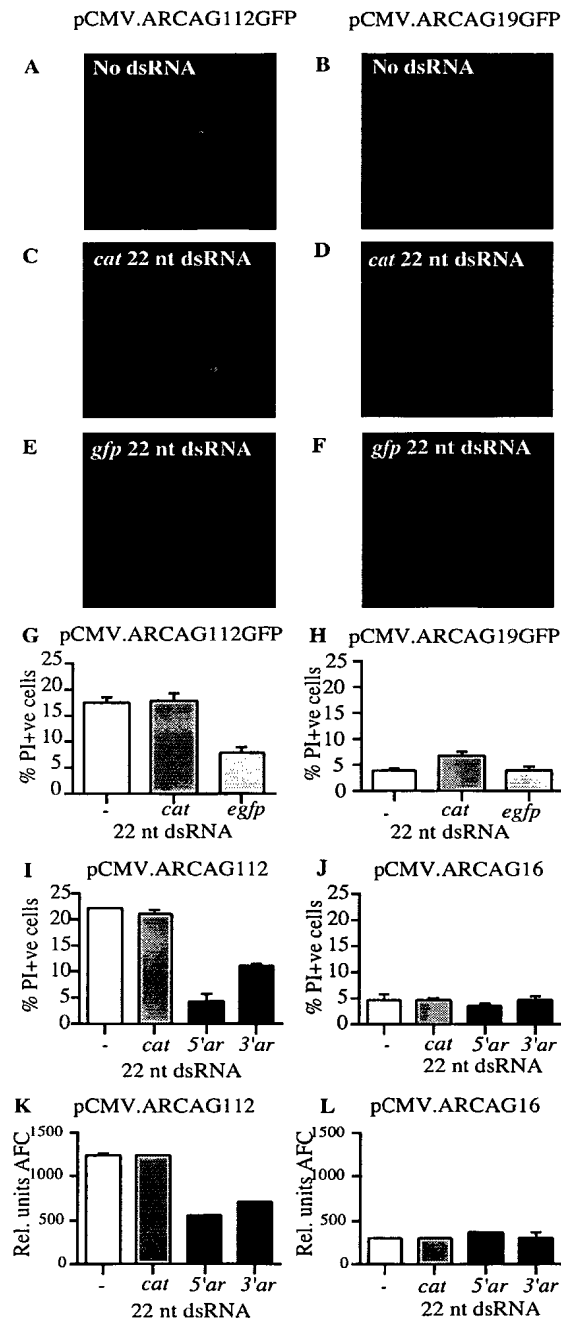 pCMV.ARCAG112GFP pCMV.ARCAG19GFP
A No dsRNA B No dsRNA
C cat 22 nt dsRNA D cat 22 nt dsRNA
E gfp 22 nt dsRNA F gfp 22 nt dsRNA
G pCMV.ARCAG112GFP H pCMV.ARCAG19GFP
% PI+ve cells
25
20
15
10
5
0
- cat egfp
22 nt dsRNA
% PI+ve cells
25
20
15
10
5
0
- cat egfp
22 nt dsRNA
I pCMV.ARCAG112 J pCMV.ARCAG16
% PI+ve cells
25
20
15
10
5
0
- cat 5'ar 3'ar
22 nt dsRNA
% PI+ve cells
25
20
15
10
5
0
- cat 5'ar 3'ar
22 nt dsRNA
K pCMV.ARCAG112 L pCMV.ARCAG16
Rel. units AFC
1500
1000
500
0
- cat 5'ar 3'ar
22 nt dsRNA
Rel. units AFC
1500
1000
500
0
- cat 5'ar 3'ar
22 nt dsRNA